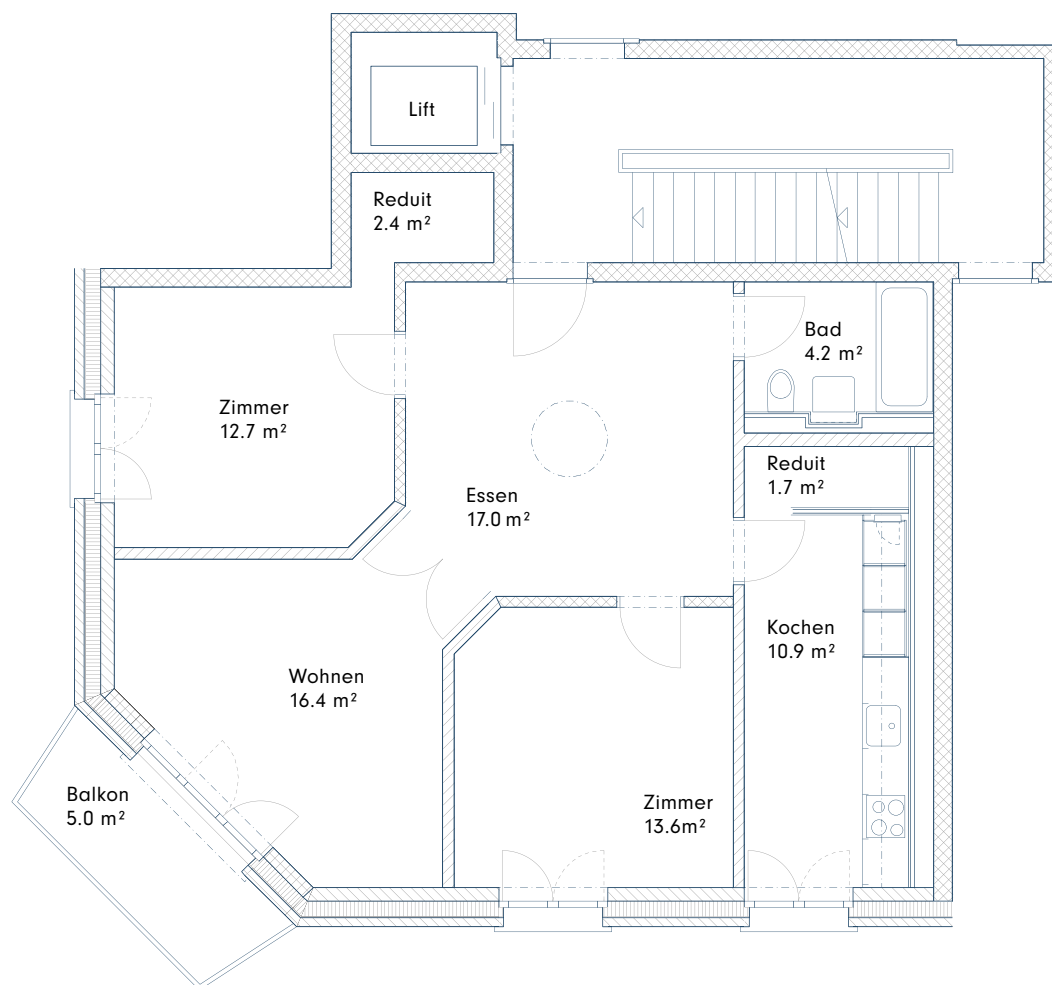 Lift
Reduit
2.4 m²
Bad
4.2 m²
Zimmer
12.7 m²
Reduit
1.7 m²
Essen
17.0 m²
Kochen
10.9 m²
Wohnen
16.4 m²
Balkon
5.0 m²
Zimmer
13.6m²